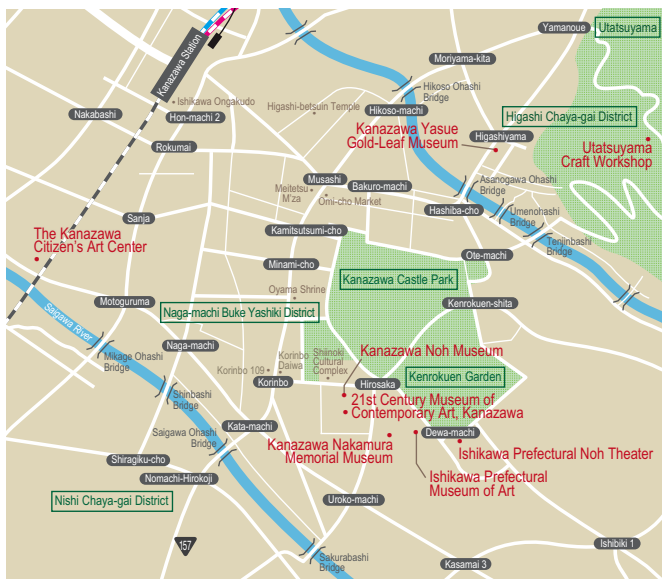 Yamanoue
Utatsuyama
Kanazawa Station
Moriyama-kita
Hikoso Ohashi
Bridge
Ishikawa Ongakudo
Higashi-betsuin Temple
Hikoso-machi
Nakabashi
Hon-machi 2
Higashi Chaya-gai District
Kanazawa Yasue
Gold-Leaf Museum
Higashiyama
Utatsuyama
Craft Workshop
Rokumai
Musashi
Meitetsu
M'za
Bakuro-machi
Omi-cho Market
Asanogawa Ohashi
Bridge
Hashiba-cho
Umenohashi
Bridge
Sanja
Kamitsutsumi-cho
Tenjinbashi
Bridge
The Kanazawa
Citizen's Art Center
Ote-machi
Minami-cho
Kanazawa Castle Park
Oyama Shrine
Motoguruma
Kenrokuen-shita
Saigawa River
Naga-machi Buke Yashiki District
Naga-machi
Mikage Ohashi
Bridge
Kanazawa Noh Museum
Korinbo 109
Korinbo
Daiwa
Shiinoki
Cultural
Complex
Korinbo
Hirosaka
Kenrokuen Garden
Shinbashi
Bridge
21st Century Museum of
Contemporary Art, Kanazawa
Kata-machi
Saigawa Ohashi
Bridge
Dewa-machi
Kanazawa Nakamura
Memorial Museum
Ishikawa Prefectural Noh Theater
Shiragiku-cho
Nomachi-Hirokoji
Ishikawa Prefectural
Museum of Art
Nishi Chaya-gai District
Uroko-machi
157
Ishibiki 1
Sakurabashi
Bridge
Kasamai 3